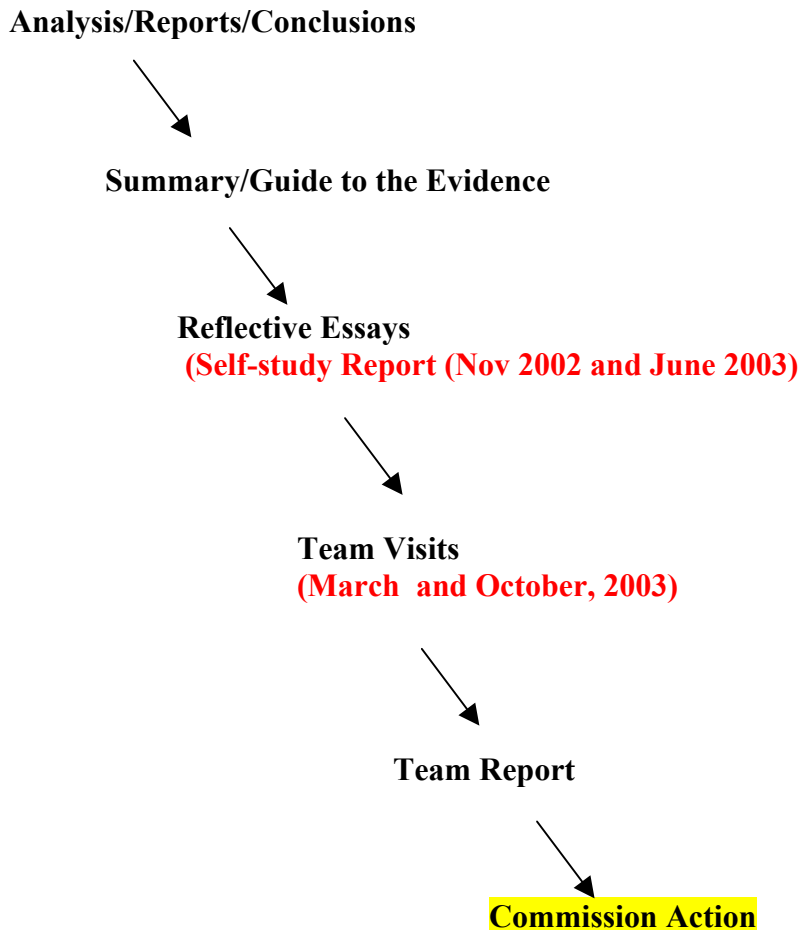 Analysis/Reports/Conclusions
Summary/Guide to the Evidence
Reflective Essays
(Self-study Report (Nov 2002 and June 2003)
Team Visits
(March and October, 2003)
Team Report
Commission Action